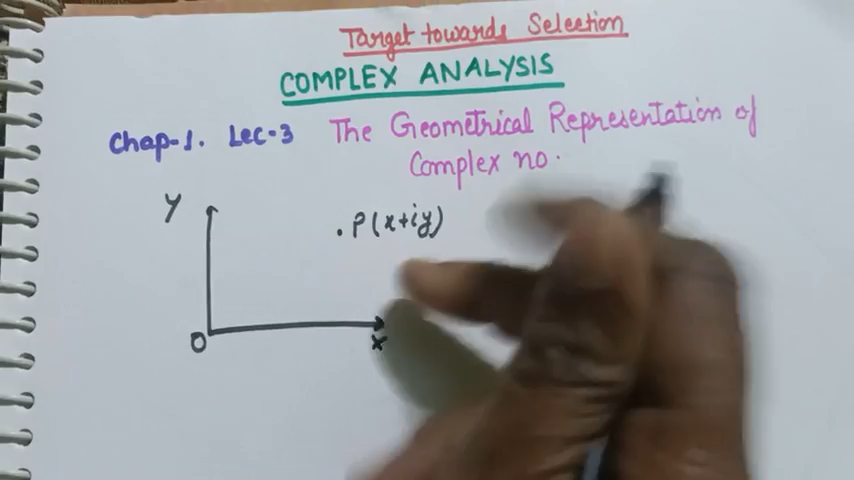 Target towards Selection
COMPLEX ANALYSIS
Chap-1. Lec-3 The Geometrical Representation of
Complex no.
Y
.P(x+iy)
O
X